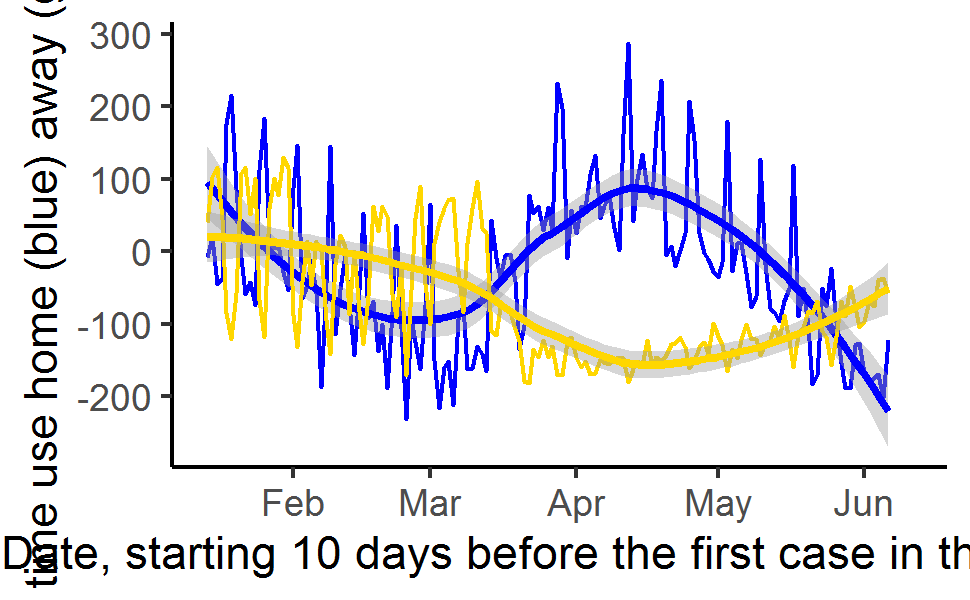 time use home (blue) away (g
300
200
100
0
-100
-200
Feb Mar Apr May Jun
Date, starting 10 days before the first case in th